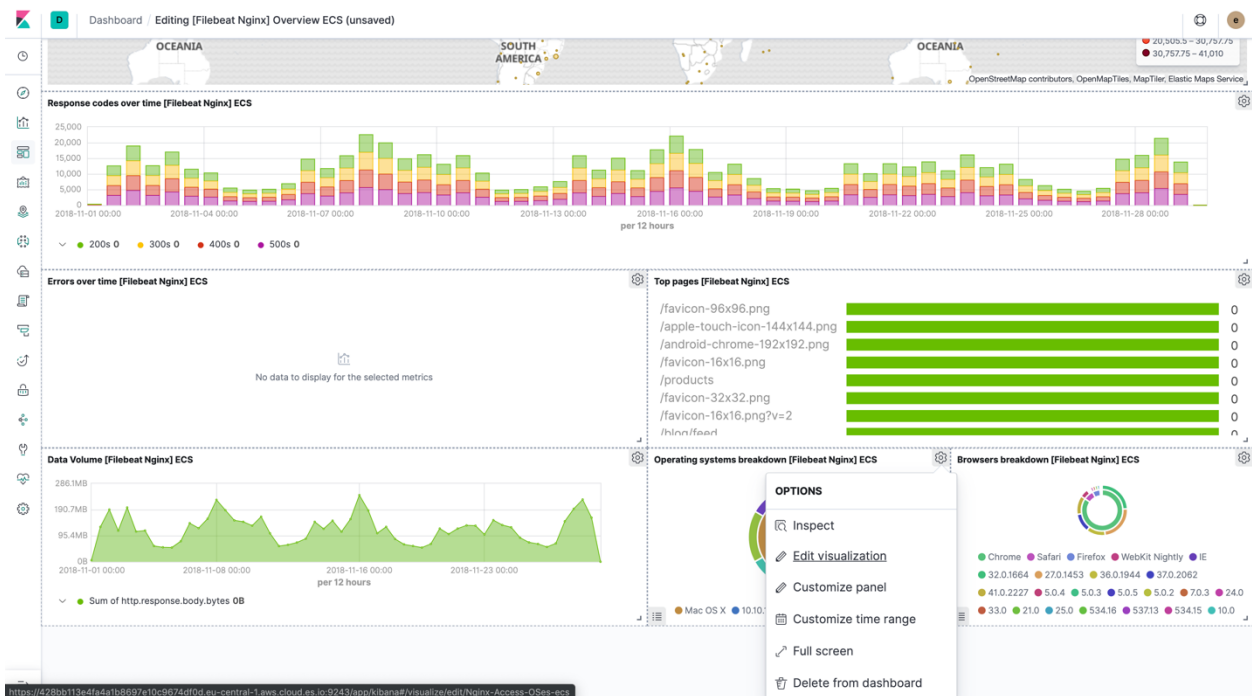 D Dashboard / Editing [Filebeat Nginx] Overview ECS (unsaved) e
OCEANIA SOUTH AMERICA OCEANIA
20,505.5 – 30,757.75
30,757.75 – 41,010
OpenStreetMap contributors, OpenMapTiles, MapTiler, Elastic Maps Service
Response codes over time [Filebeat Nginx] ECS
25,000
20,000
15,000
10,000
5,000
0
2018-11-01 00:00 2018-11-04 00:00 2018-11-07 00:00 2018-11-10 00:00 2018-11-13 00:00 2018-11-16 00:00 2018-11-19 00:00 2018-11-22 00:00 2018-11-25 00:00 2018-11-28 00:00
per 12 hours
200s 0 300s 0 400s 0 500s 0
Errors over time [Filebeat Nginx] ECS
No data to display for the selected metrics
Top pages [Filebeat Nginx] ECS
/favicon-96x96.png 0
/apple-touch-icon-144x144.png 0
/android-chrome-192x192.png 0
/favicon-16x16.png 0
/products 0
/favicon-32x32.png 0
/favicon-16x16.png?v=2 0
/blog/feed 0
Data Volume [Filebeat Nginx] ECS
286.1MB
190.7MB
95.4MB
0B
2018-11-01 00:00 2018-11-08 00:00 2018-11-16 00:00 2018-11-23 00:00
per 12 hours
Sum of http.response.body.bytes 0B
Operating systems breakdown [Filebeat Nginx] ECS
Mac OS X 10.10.
OPTIONS
Inspect
Edit visualization
Customize panel
Customize time range
Full screen
Delete from dashboard
Browsers breakdown [Filebeat Nginx] ECS
Chrome Safari Firefox WebKit Nightly IE
32.0.1664 27.0.1453 36.0.1944 37.0.2062
41.0.2227 5.0.4 5.0.3 5.0.5 5.0.2 7.0.3 24.0
33.0 21.0 25.0 534.16 537.13 534.15 10.0
https://428bb113e4fa4a1b8697e10c9674df0d.eu-central-1.aws.cloud.es.io:9243/app/kibana#/visualize/edit/Nginx-Access-OSes-ecs